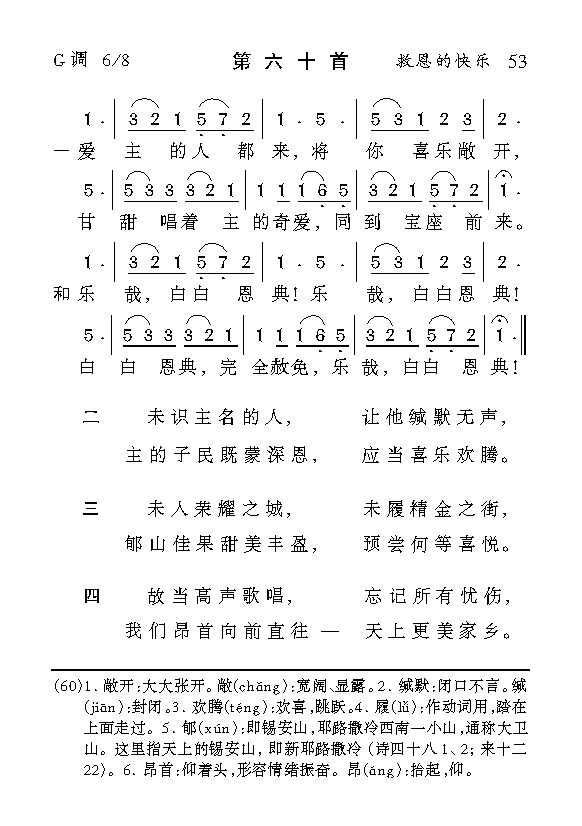 G调 6/8 第六十首 救恩的快乐 53
1· | 3 2 1 5 7 2 | 1· 5· | 5 3 1 2 3 | 2·
一爱 主 的人 都 来，将 你 喜乐敞 开，
5· | 5 3 3 3 2 1 | 1 1 1 6 5 | 3 2 1 5 7 2 | 1·
甘 甜 唱着 主 的奇爱，同 到 宝座 前 来。
1· | 3 2 1 5 7 2 | 1· 5· | 5 3 1 2 3 | 2·
和乐 哉，白白 恩 典！乐 哉，白白恩 典！
5· | 5 3 3 3 2 1 | 1 1 1 6 5 | 3 2 1 5 7 2 | 1·
白 白 恩典，完 全赦免，乐 哉，白白 恩 典！
二 未识主名的人， 让他缄默无声，
主的子民既蒙深恩， 应当喜乐欢腾。
三 未人荣耀之城， 未履精金之街，
郇山佳果甜美丰盈， 预尝何等喜悦。
四 故当高声歌唱， 忘记所有忧伤，
我们昂首向前直往 — 天上更美家乡。
(60)1. 敞开：大大张开。敞(chǎng)：宽阔、显露。2. 缄默：闭口不言。缄
(jiān)：封闭。3. 欢腾(téng)：欢喜，跳跃。4. 履(lǚ)：作动词用，踏在
上面走过。5. 郇(xún)：即锡安山，耶路撒冷西南一小山，通称大卫
山。这里指天上的锡安山，即新耶路撒冷（诗四十八1、2；来十二
22）。6. 昂首：仰着头，形容情绪振奋。昂(áng)：抬起，仰。